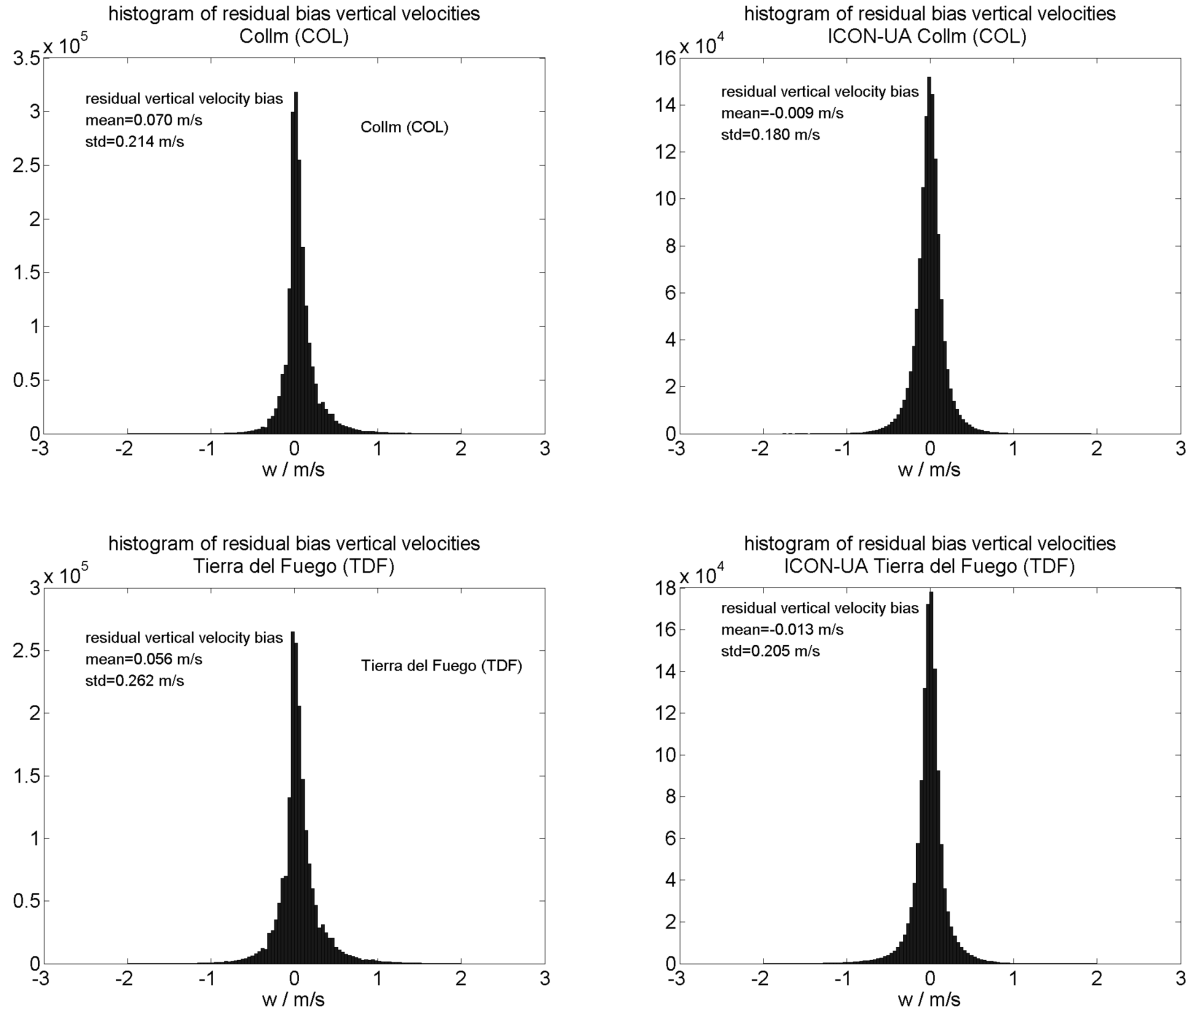 histogram of residual bias vertical velocities
Collm (COL)
x 10^5
3.5
3
2.5
2
1.5
1
0.5
0
residual vertical velocity bias
mean=0.070 m/s
std=0.214 m/s
Collm (COL)
-3 -2 -1 0 1 2 3
w / m/s
histogram of residual bias vertical velocities
ICON-UA Collm (COL)
x 10^4
16
14
12
10
8
6
4
2
0
residual vertical velocity bias
mean=-0.009 m/s
std=0.180 m/s
-3 -2 -1 0 1 2 3
w / m/s
histogram of residual bias vertical velocities
Tierra del Fuego (TDF)
x 10^5
3
2.5
2
1.5
1
0.5
0
residual vertical velocity bias
mean=0.056 m/s
std=0.262 m/s
Tierra del Fuego (TDF)
-3 -2 -1 0 1 2 3
w / m/s
histogram of residual bias vertical velocities
ICON-UA Tierra del Fuego (TDF)
x 10^4
18
16
14
12
10
8
6
4
2
0
residual vertical velocity bias
mean=-0.013 m/s
std=0.205 m/s
-3 -2 -1 0 1 2 3
w / m/s